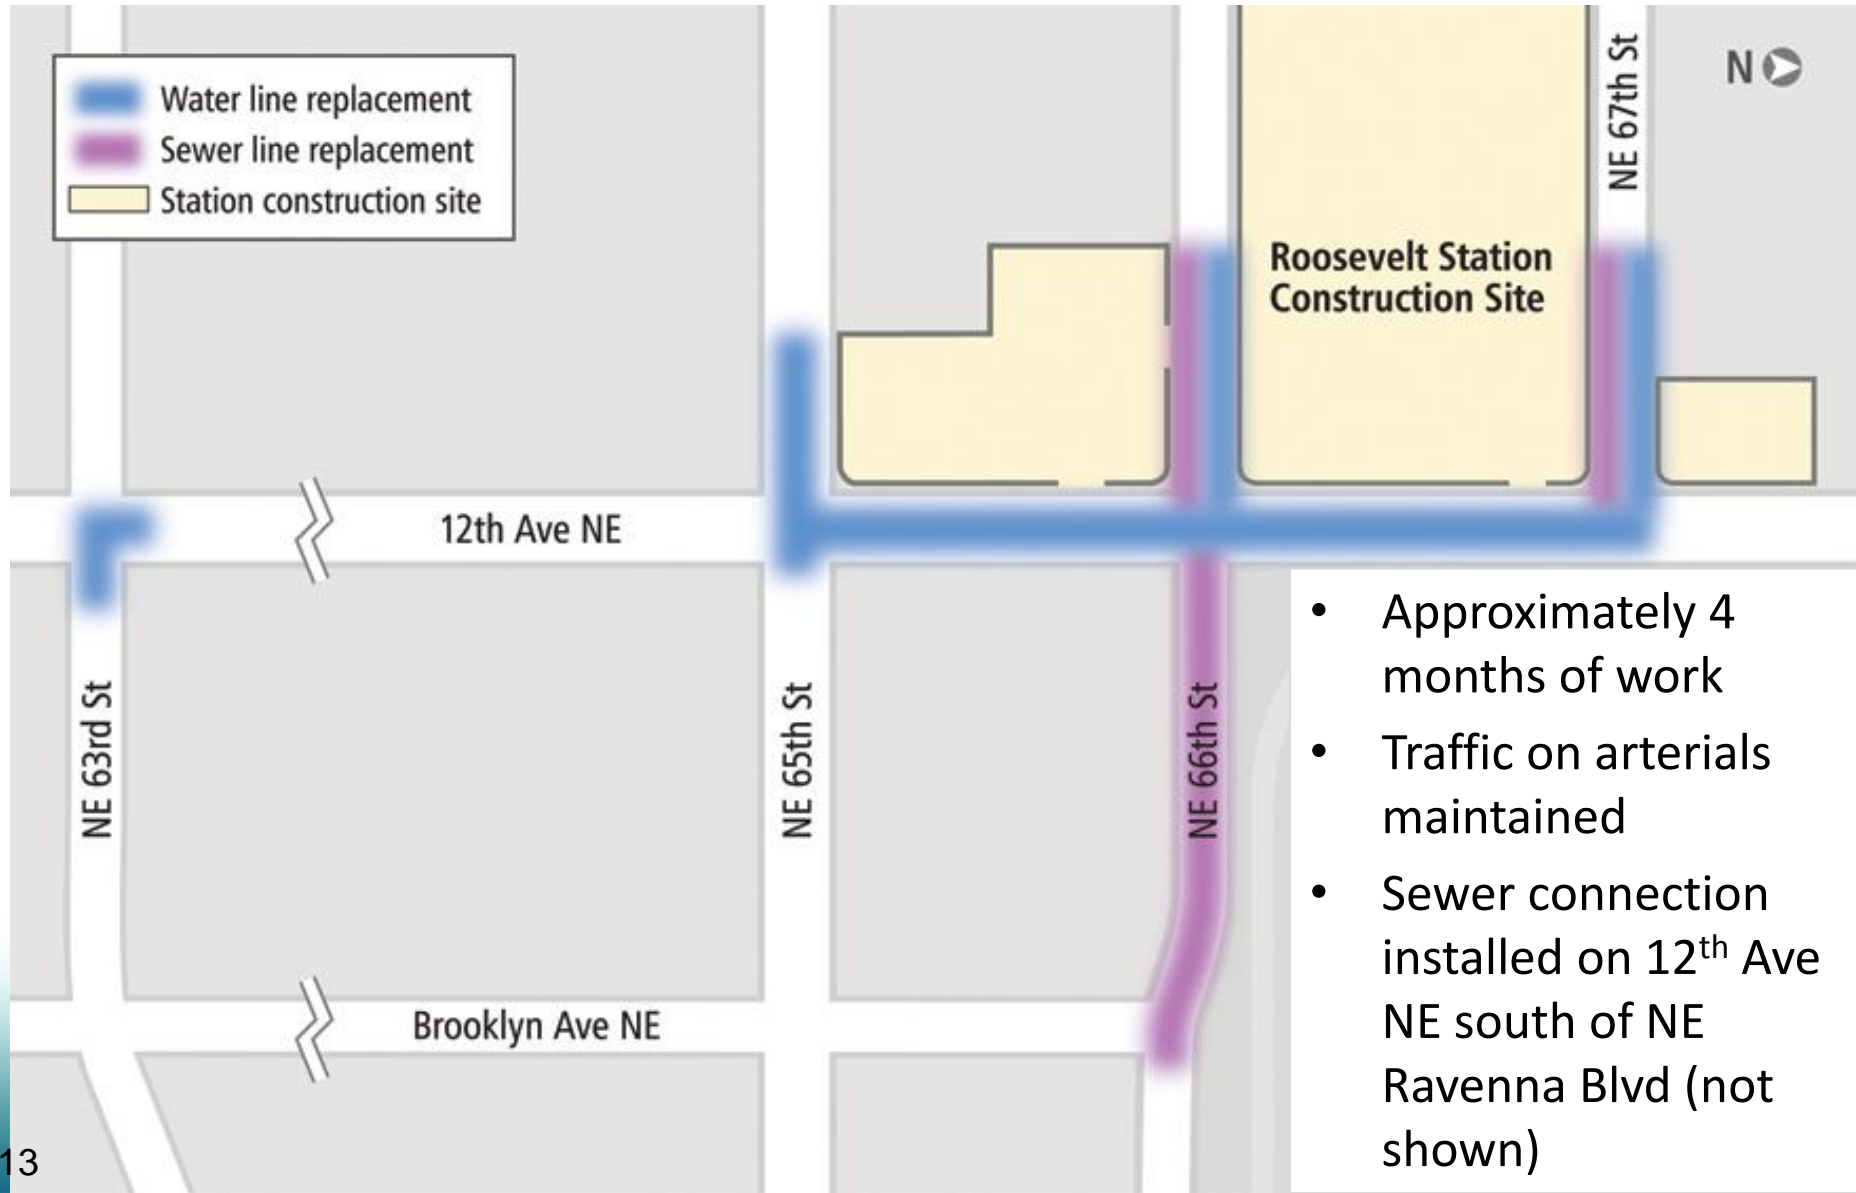 Water line replacement
Sewer line replacement
Station construction site
NE 67th St
N
Roosevelt Station
Construction Site
12th Ave NE
NE 63rd St
NE 65th St
NE 66th St
Brooklyn Ave NE
• Approximately 4
months of work
• Traffic on arterials
maintained
• Sewer connection
installed on 12th Ave
NE south of NE
Ravenna Blvd (not
shown)
13